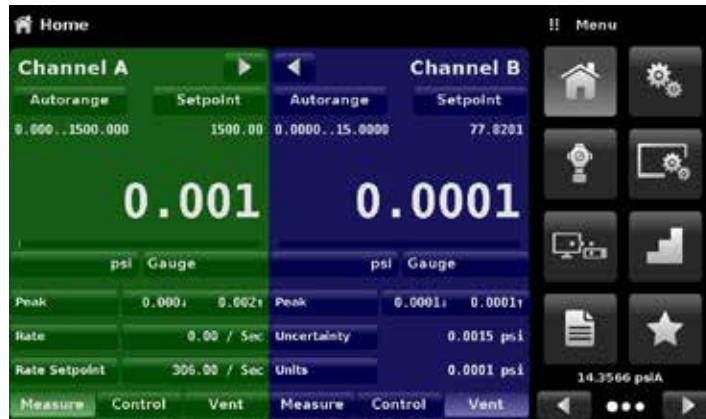 Home
!! Menu
Channel A
Channel B
Autorange Setpoint
Autorange Setpoint
0.000..1500.000 1500.00
0.0000..15.0000 77.8201
0.001
0.0001
psi Gauge
psi Gauge
Peak 0.000↓ 0.002↑
Peak 0.0001↓ 0.0001↑
Rate 0.00 / Sec
Uncertainty 0.0015 psi
Rate Setpoint 306.00 / Sec
Units 0.0001 psi
14.3566 psiA
Measure Control Vent
Measure Control Vent